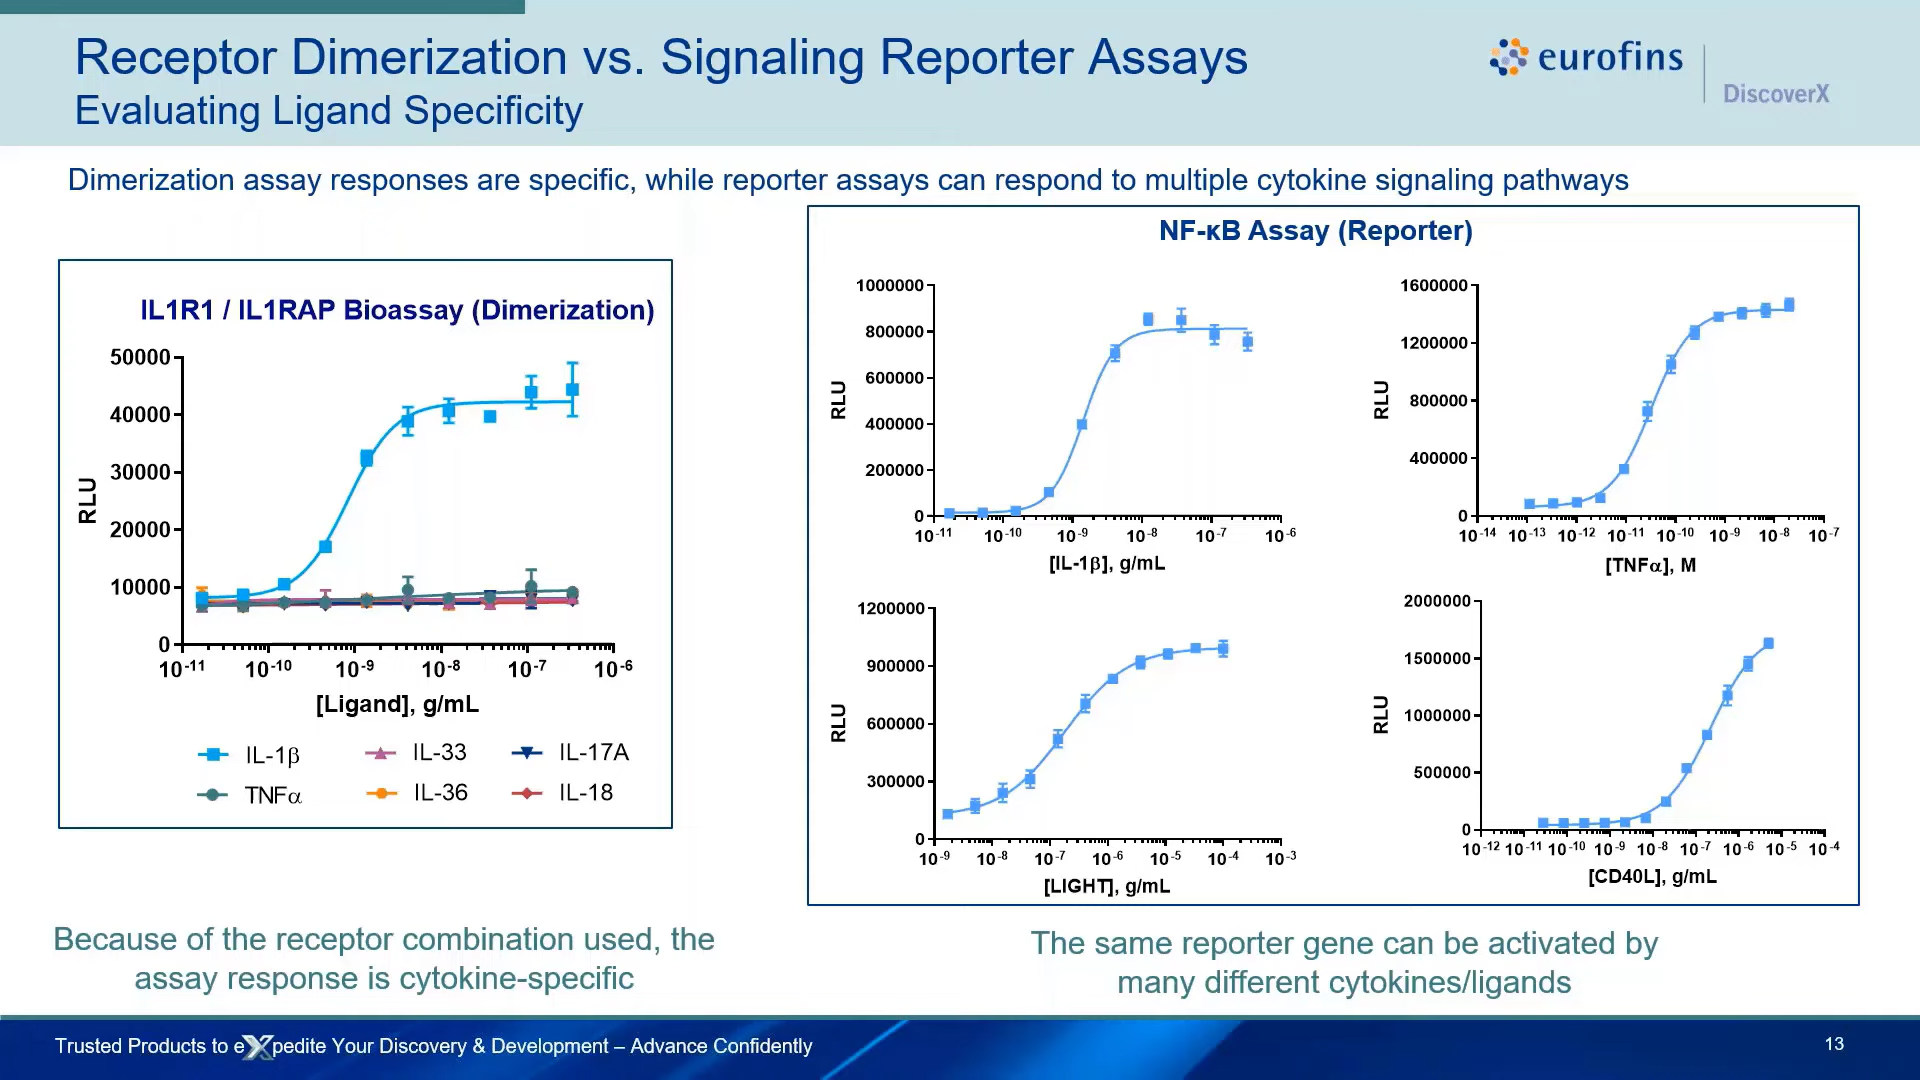 Receptor Dimerization vs. Signaling Reporter Assays
Evaluating Ligand Specificity
eurofins
DiscoverX
Dimerization assay responses are specific, while reporter assays can respond to multiple cytokine signaling pathways
IL1R1 / IL1RAP Bioassay (Dimerization)
RLU
50000
40000
30000
20000
10000
0
10-11 10-10 10-9 10-8 10-7 10-6
[Ligand], g/mL
IL-1β IL-33 IL-17A
TNFα IL-36 IL-18
Because of the receptor combination used, the
assay response is cytokine-specific
NF-κB Assay (Reporter)
RLU
1000000
800000
600000
400000
200000
0
10-11 10-10 10-9 10-8 10-7 10-6
[IL-1β], g/mL
RLU
1600000
1200000
800000
400000
0
10-14 10-13 10-12 10-11 10-10 10-9 10-8 10-7
[TNFα], M
RLU
1200000
900000
600000
300000
0
10-9 10-8 10-7 10-6 10-5 10-4 10-3
[LIGHT], g/mL
RLU
2000000
1500000
1000000
500000
0
10-12 10-11 10-10 10-9 10-8 10-7 10-6 10-5 10-4
[CD40L], g/mL
The same reporter gene can be activated by
many different cytokines/ligands
Trusted Products to eXpedite Your Discovery & Development – Advance Confidently
13